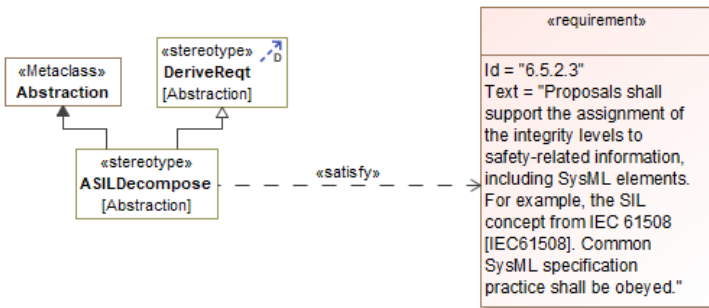 «Metaclass»
Abstraction
«stereotype»
D
DeriveReqt
[Abstraction]
«stereotype»
ASILDecompose
[Abstraction]
«satisfy»
«requirement»
Id = "6.5.2.3"
Text = "Proposals shall
support the assignment of
the integrity levels to
safety-related information,
including SysML elements.
For example, the SIL
concept from IEC 61508
[IEC61508]. Common
SysML specification
practice shall be obeyed."